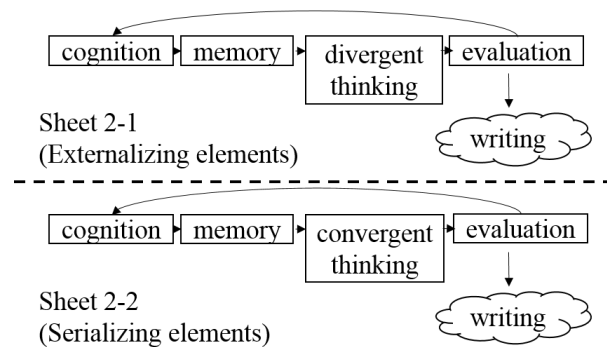 cognition
memory
divergent
thinking
evaluation
Sheet 2-1
(Externalizing elements)
writing
cognition
memory
convergent
thinking
evaluation
Sheet 2-2
(Serializing elements)
writing